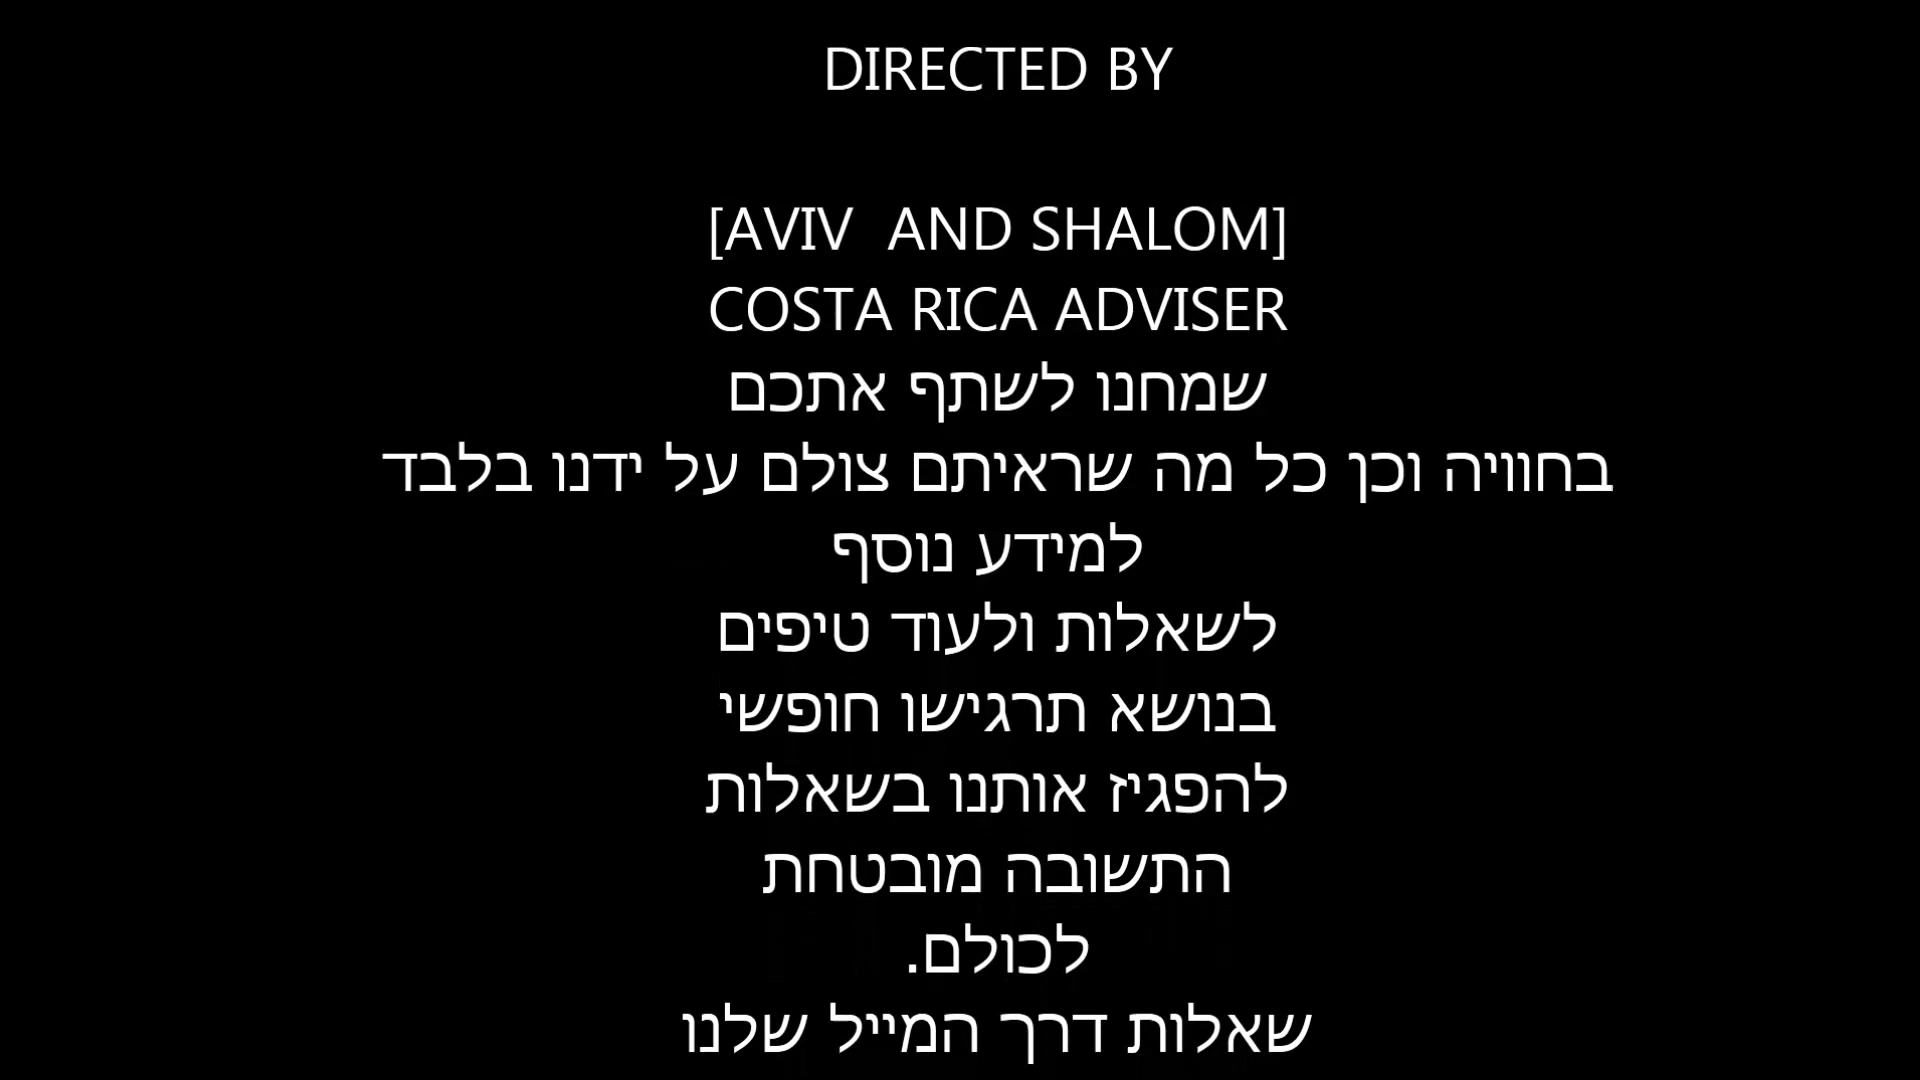 DIRECTED BY
[AVIV  AND SHALOM]
COSTA RICA ADVISER
שמחנו לשתף אתכם
בחוויה וכן כל מה שראיתם צולם על ידנו בלבד
למידע נוסף
לשאלות ולעוד טיפים
בנושא תרגישו חופשי
להפגיז אותנו בשאלות
התשובה מובטחת
לכולם.
שאלות דרך המייל שלנו